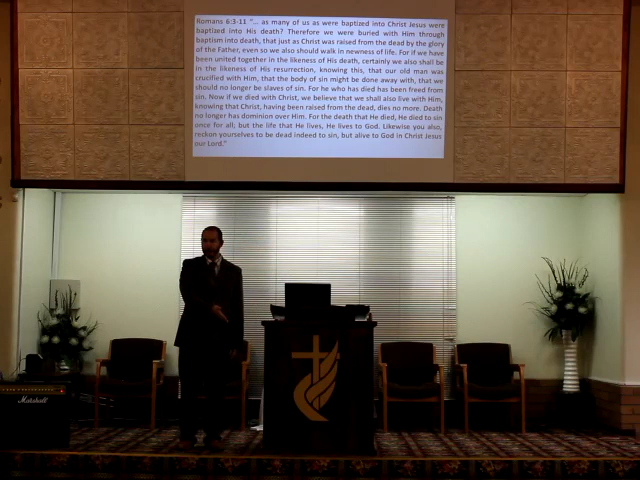 Romans 6:3-11 "... as many of us as were baptized into Christ Jesus were
baptized into His death? Therefore we were buried with Him through
baptism into death, that just as Christ was raised from the dead by the glory
of the Father, even so we also should walk in newness of life. For if we have
been united together in the likeness of His death, certainly we also shall be
in the likeness of His resurrection, knowing this, that our old man was
crucified with Him, that the body of sin might be done away with, that we
should no longer be slaves of sin. For he who has died has been freed from
sin. Now if we died with Christ, we believe that we shall also live with Him,
knowing that Christ, having been raised from the dead, dies no more. Death
no longer has dominion over Him. For the death that He died, He died to sin
once for all; but the life that He lives, He lives to God. Likewise you also,
reckon yourselves to be dead indeed to sin, but alive to God in Christ Jesus
our Lord."
Marshall